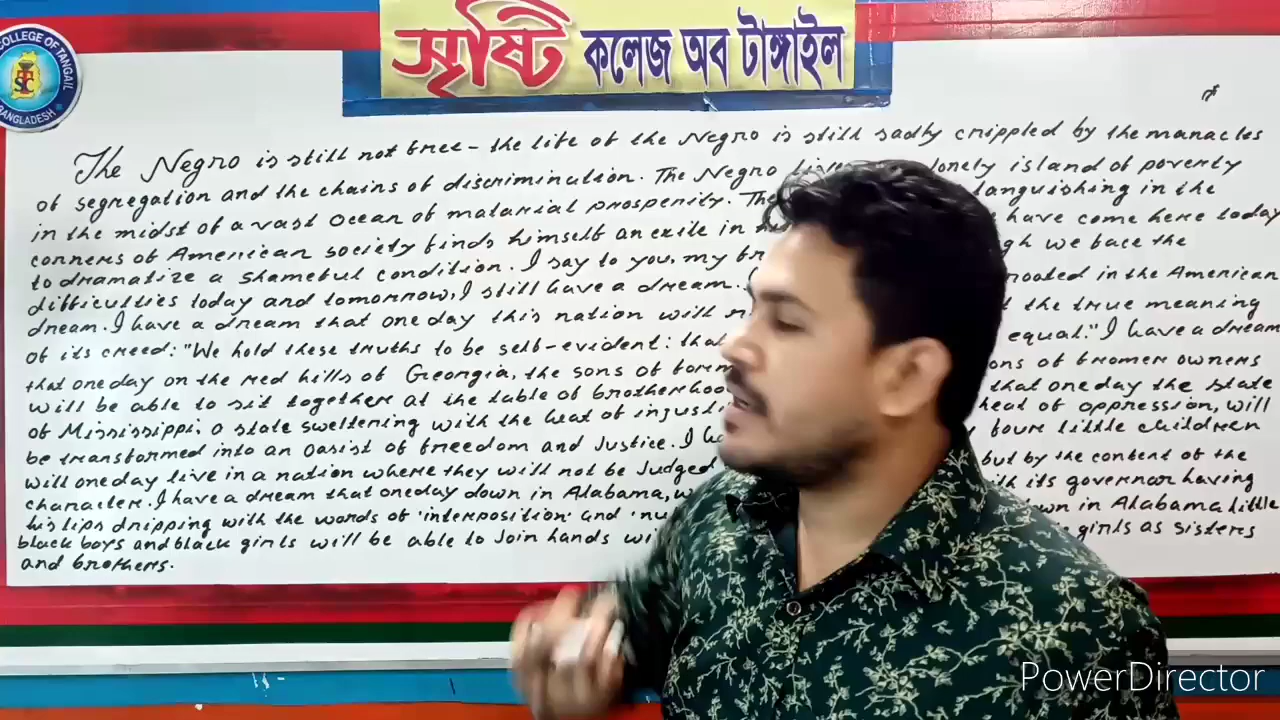 সৃষ্টি কলেজ অব টাঙ্গাইল
COLLEGE OF TANGAIL
BANGLADESH
The Negro is still not free - the life of the Negro is still sadly crippled by the manacles
of segregation and the chains of discrimination. The Negro lonely island of poverty
in the midst of a vast Ocean of matarial prosperity. The languishing in the
corners of American society finds himself an exile in have come here today
to dramatize a shameful condition. I say to you, my we face the
difficulties today and tomorrow, I still have a dream. rooted in the American
dream. I have a dream that one day this nation will the true meaning
of its creed: "We hold these truths to be self-evident: that equal." I have a dream
that one day on the red hills of Georgia, the sons of of fromer owners
will be able to sit together at the table of that one day the state
of Mississippi, a state sweltering with the heat of heat of oppression, will
be transformed into an Oasist of freedom and Justice. I four little children
will one day live in a nation where they will not be Judged but by the content of the
character. I have a dream that one day down in Alabama, its governor having
his lips dripping with the words of 'interposition' and in Alabama little
black boys and black girls will be able to Join hands girls as sisters
and brothers.
PowerDirector